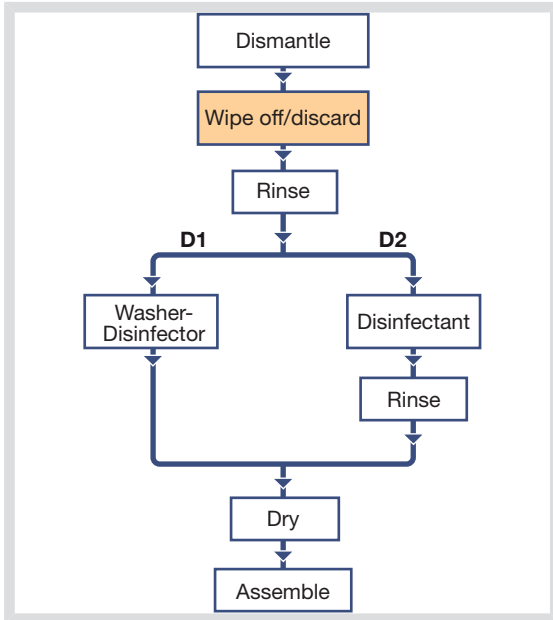 Dismantle
Wipe off/discard
Rinse
D1
D2
Washer-
Disinfector
Disinfectant
Rinse
Dry
Assemble